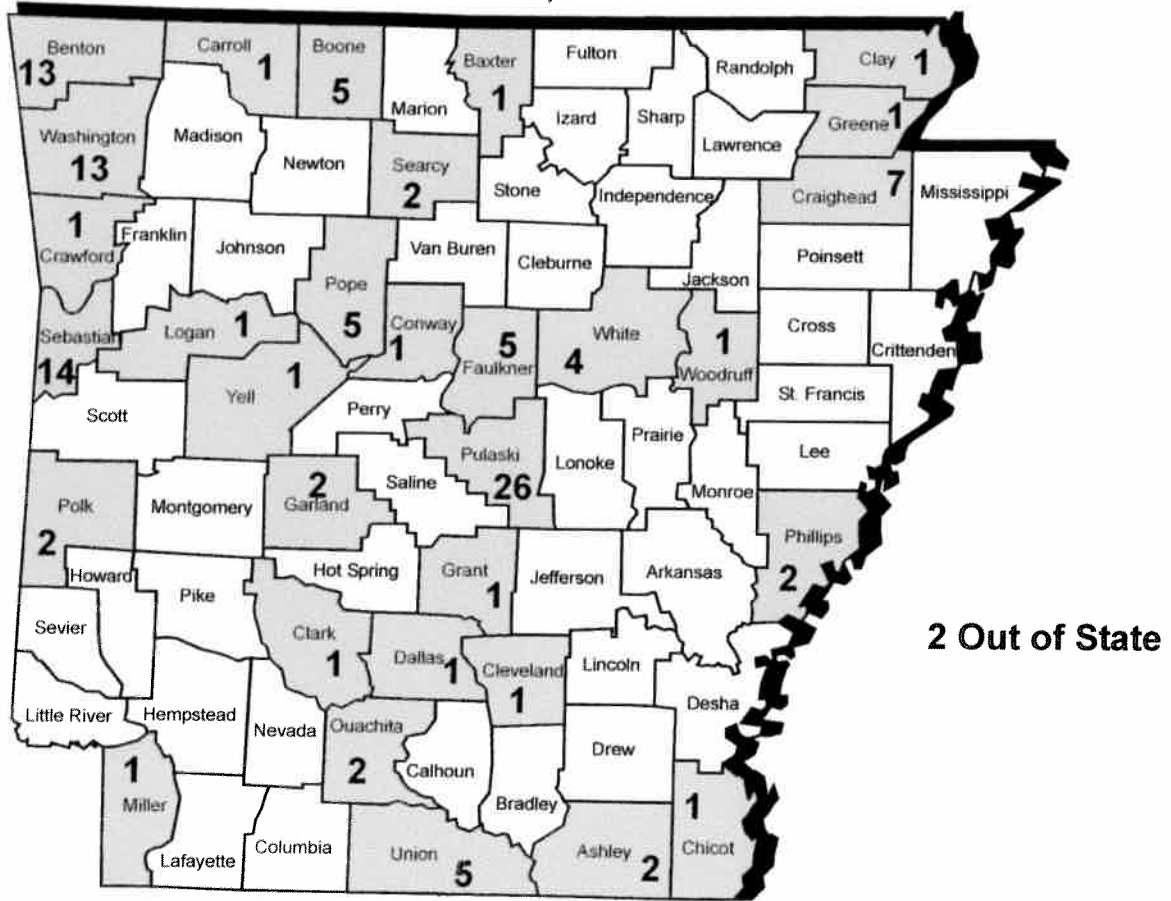 Benton
13
Carroll
1
Boone
5
Marion
Baxter
1
Fulton
Randolph
Clay
1
Izard
Sharp
Lawrence
Greene
1
Washington
13
Madison
Newton
Searcy
2
Stone
Independence
Craighead
7
Mississippi
1
Crawford
Franklin
Johnson
Pope
5
Van Buren
Cleburne
Jackson
Poinsett
Sebastian
14
Logan
1
Conway
1
5
Faulkner
White
4
1
Woodruff
Cross
Crittenden
Yell
1
St. Francis
Scott
Perry
Pulaski
26
Lonoke
Prairie
Monroe
Lee
Polk
2
Montgomery
2
Garland
Saline
Phillips
2
Howard
Pike
Hot Spring
Grant
1
Jefferson
Arkansas
Sevier
Clark
1
Dallas
1
Cleveland
1
Lincoln
2 Out of State
Desha
Little River
Hempstead
Nevada
Ouachita
2
Calhoun
Bradley
Drew
1
Miller
Lafayette
Columbia
Union
5
Ashley
2
1
Chicot